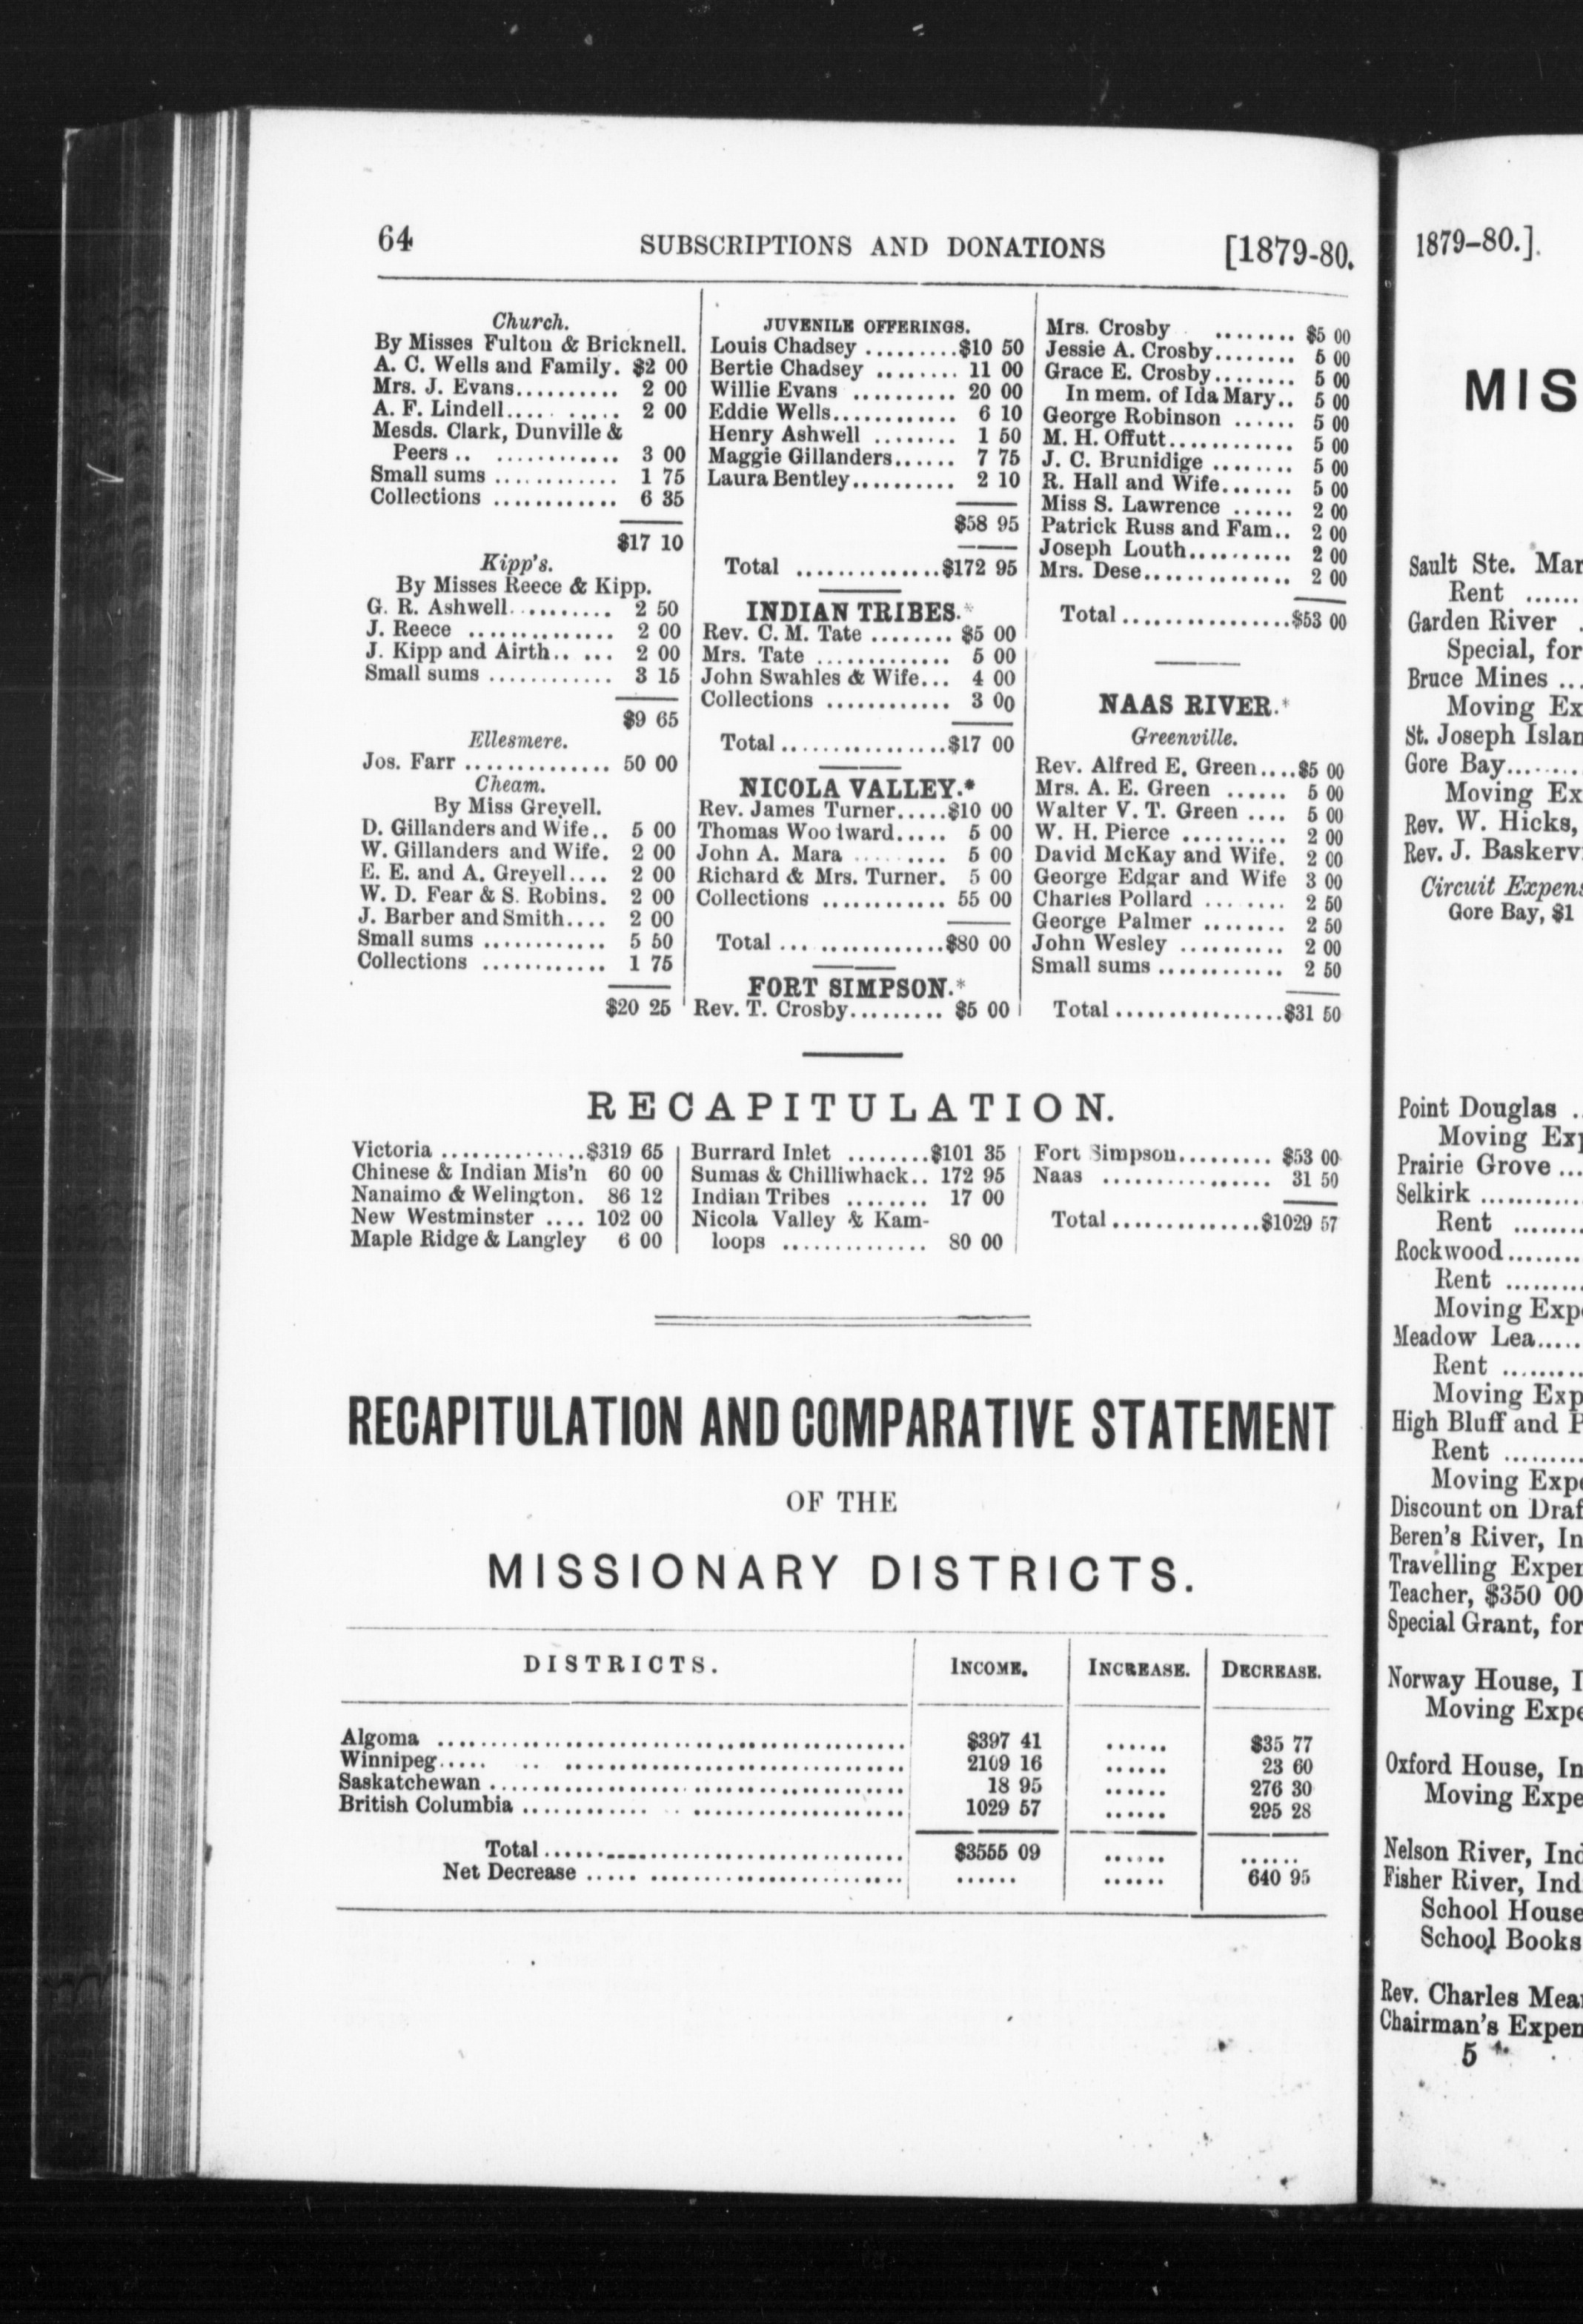 64 SUBSCRIPTIONS AND DONATIONS [1879-80.
Church.
By Misses Fulton & Bricknell.
A. C. Wells and Family. $2 00
Mrs. J. Evans.......... 2 00
A. F. Lindell.... ..... 2 00
Mesds. Clark, Dunville &
Peers .. ............ 3 00
Small sums ............ 1 75
Collections ............ 6 35
$17 10
Kipp's.
By Misses Reece & Kipp.
G. R. Ashwell.......... 2 50
J. Reece .............. 2 00
J. Kipp and Airth.. ... 2 00
Small sums ............ 3 15
$9 65
Ellesmere.
Jos. Farr .............. 50 00
Cheam.
By Miss Greyell.
D. Gillanders and Wife.. 5 00
W. Gillanders and Wife. 2 00
E. E. and A. Greyell.... 2 00
W. D. Fear & S. Robins. 2 00
J. Barber and Smith.... 2 00
Small sums ............ 5 50
Collections ............ 1 75
$20 25
JUVENILE OFFERINGS.
Louis Chadsey .........$10 50
Bertie Chadsey ........ 11 00
Willie Evans .......... 20 00
Eddie Wells............ 6 10
Henry Ashwell ........ 1 50
Maggie Gillanders...... 7 75
Laura Bentley.......... 2 10
$58 95
Total ..............$172 95
INDIAN TRIBES.*
Rev. C. M. Tate ........ $5 00
Mrs. Tate ............. 5 00
John Swahles & Wife... 4 00
Collections ............ 3 00
Total................$17 00
NICOLA VALLEY.*
Rev. James Turner.....$10 00
Thomas Woo lward..... 5 00
John A. Mara ......... 5 00
Richard & Mrs. Turner. 5 00
Collections ............ 55 00
Total ... ............$80 00
FORT SIMPSON.*
Rev. T. Crosby......... $5 00
Mrs. Crosby ........ $5 00
Jessie A. Crosby........ 5 00
Grace E. Crosby........ 5 00
In mem. of Ida Mary.. 5 00
George Robinson ...... 5 00
M. H. Offutt............ 5 00
J. C. Brunidige ........ 5 00
R. Hall and Wife....... 5 00
Miss S. Lawrence ...... 2 00
Patrick Russ and Fam.. 2 00
Joseph Louth.......... 2 00
Mrs. Dese.............. 2 00
Total................$53 00
NAAS RIVER.*
Greenville.
Rev. Alfred E. Green....$5 00
Mrs. A. E. Green ...... 5 00
Walter V. T. Green .... 5 00
W. H. Pierce .......... 2 00
David McKay and Wife. 2 00
George Edgar and Wife 3 00
Charles Pollard ........ 2 50
George Palmer ........ 2 50
John Wesley .......... 2 00
Small sums ............ 2 50
Total................$31 50
RECAPITULATION.
Victoria ..............$319 65
Chinese & Indian Mis'n 60 00
Nanaimo & Welington. 86 12
New Westminster .... 102 00
Maple Ridge & Langley 6 00
Burrard Inlet ........$101 35
Sumas & Chilliwhack.. 172 95
Indian Tribes ........ 17 00
Nicola Valley & Kam-
loops .............. 80 00
Fort Simpson......... $53 00
Naas ................ 31 50
Total..............$1029 57
RECAPITULATION AND COMPARATIVE STATEMENT
OF THE
MISSIONARY DISTRICTS.
DISTRICTS. INCOME. INCREASE. DECREASE.
Algoma ............................................ $397 41 ...... $35 77
Winnipeg..... .. ................................ 2109 16 ...... 23 60
Saskatchewan ....................................... 18 95 ...... 276 30
British Columbia ............ .. .................... 1029 57 ...... 295 28
Total.................................... $3555 09 ...... ......
Net Decrease ..... ........................ ...... ...... 640 95
1879-80.]
MIS
Sault Ste. Mar
Rent ......
Garden River .
Special, for
Bruce Mines ...
Moving Ex
St. Joseph Islan
Gore Bay........
Moving Ex
Rev. W. Hicks,
Rev. J. Baskerv
Circuit Expens
Gore Bay, $1
Point Douglas ..
Moving Exp
Prairie Grove ...
Selkirk ............
Rent ........
Rockwood........
Rent .........
Moving Expe
Meadow Lea.....
Rent .........
Moving Exp
High Bluff and P
Rent .........
Moving Expe
Discount on Draf
Beren's River, In
Travelling Exper
Teacher, $350 00
Special Grant, for
Norway House, I
Moving Expe
Oxford House, In
Moving Expe
Nelson River, Ind
Fisher River, Ind
School House
School Books
Rev. Charles Mea
Chairman's Expen
5